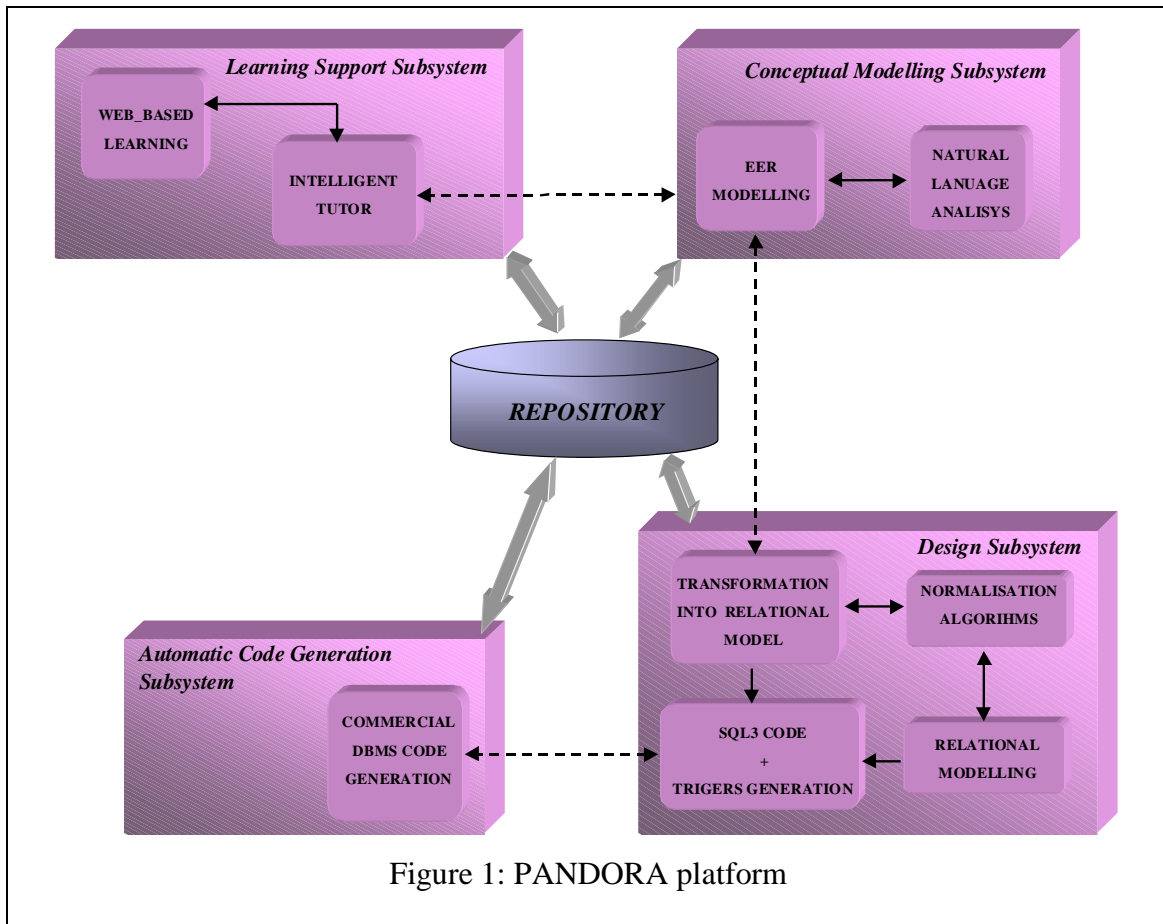 Learning Support Subsystem
WEB_BASED
LEARNING
INTELLIGENT
TUTOR
Conceptual Modelling Subsystem
EER
MODELLING
NATURAL
LANUAGE
ANALISYS
REPOSITORY
Design Subsystem
TRANSFORMATION
INTO RELATIONAL
MODEL
NORMALISATION
ALGORIHMS
SQL3 CODE
+
TRIGERS GENERATION
RELATIONAL
MODELLING
Automatic Code Generation
Subsystem
COMMERCIAL
DBMS CODE
GENERATION
Figure 1: PANDORA platform